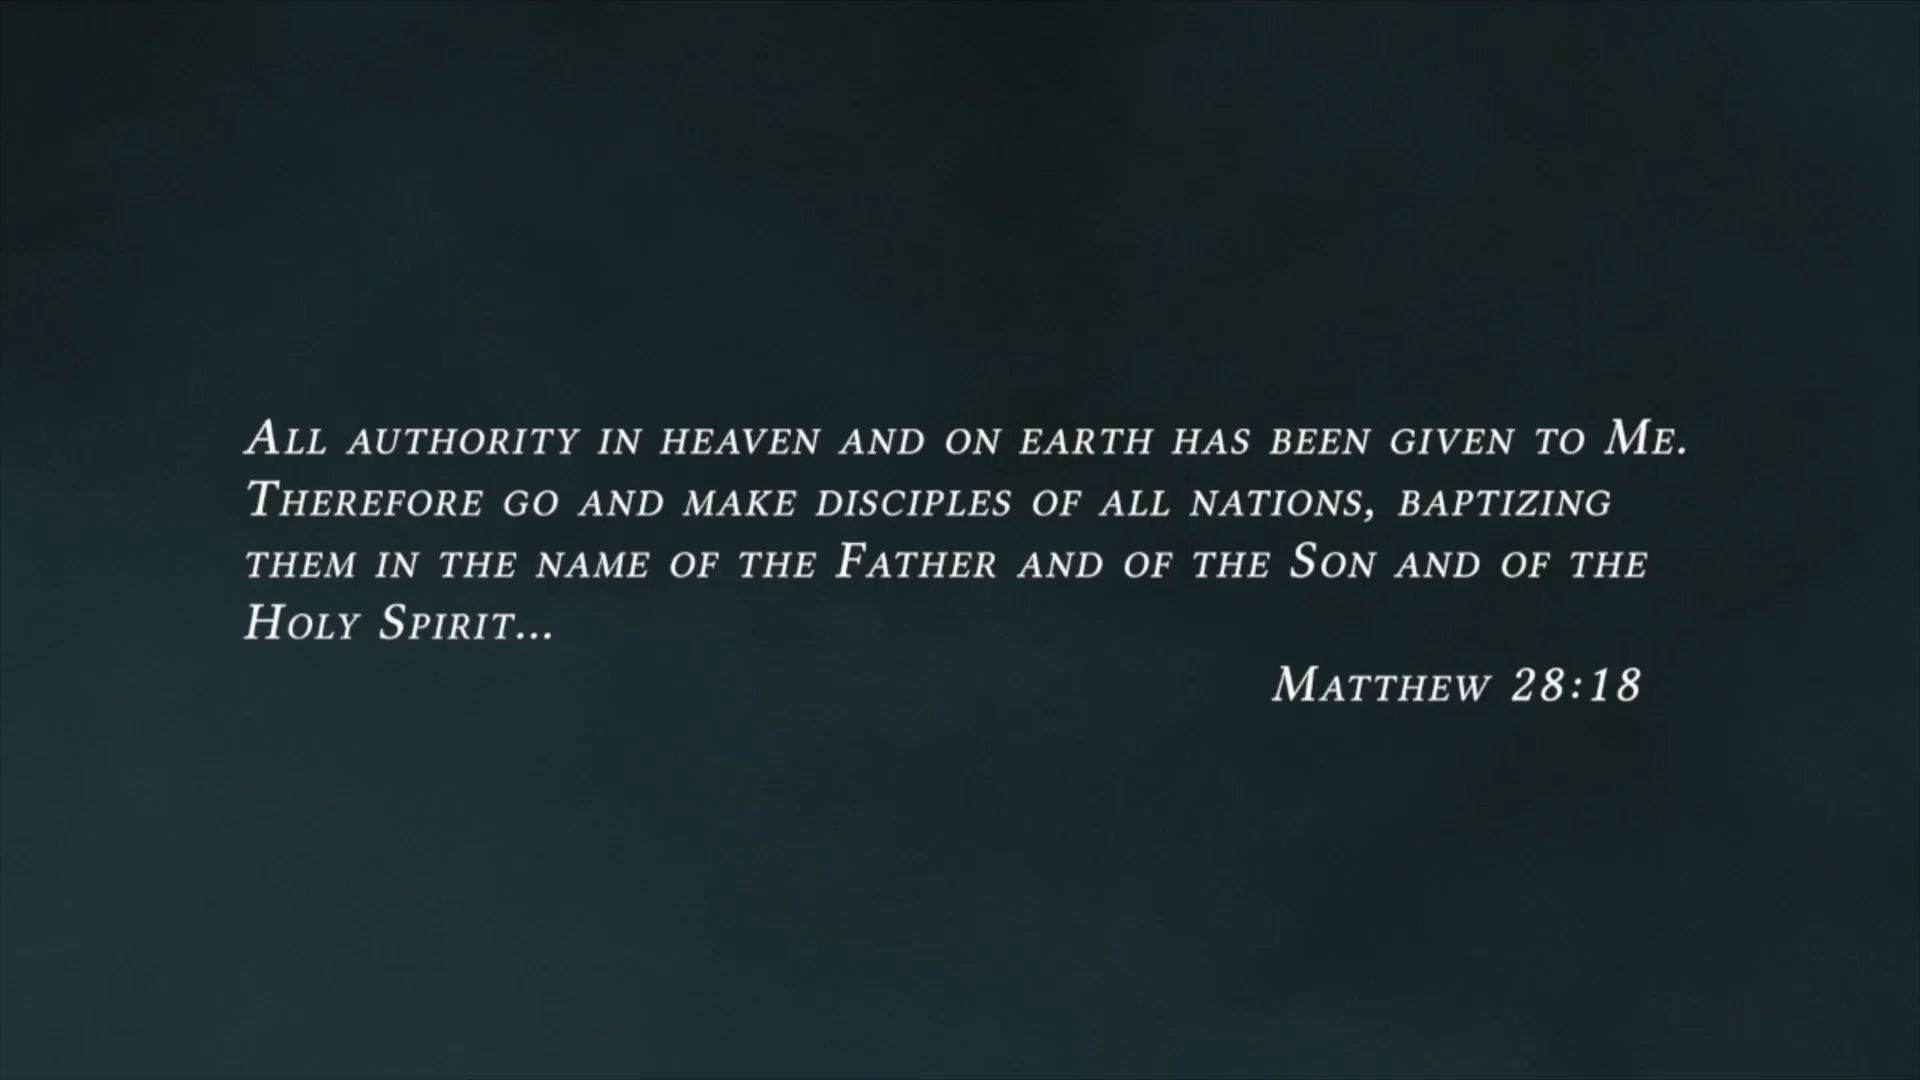 All authority in heaven and on earth has been given to Me.
Therefore go and make disciples of all nations, baptizing
them in the name of the Father and of the Son and of the
Holy Spirit...
Matthew 28:18